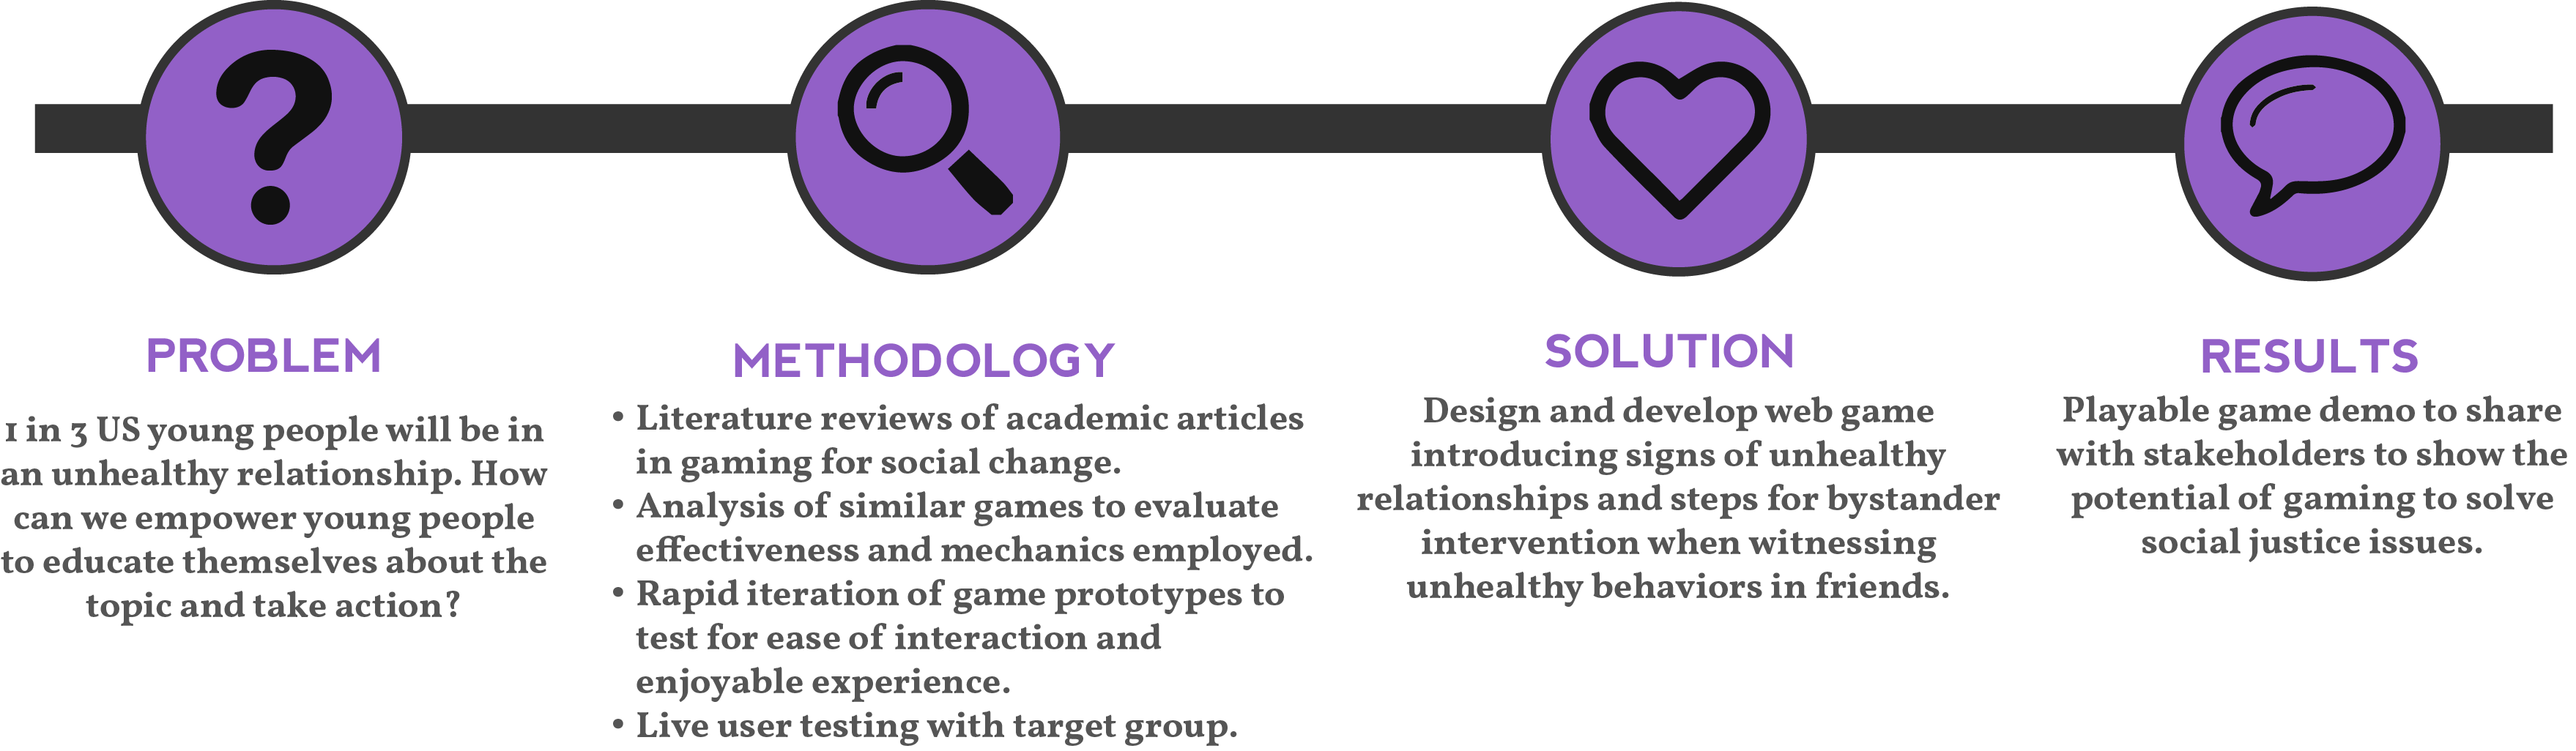 PROBLEM
1 in 3 US young people will be in
an unhealthy relationship. How
can we empower young people
to educate themselves about the
topic and take action?
METHODOLOGY
• Literature reviews of academic articles
in gaming for social change.
• Analysis of similar games to evaluate
effectiveness and mechanics employed.
• Rapid iteration of game prototypes to
test for ease of interaction and
enjoyable experience.
• Live user testing with target group.
SOLUTION
Design and develop web game
introducing signs of unhealthy
relationships and steps for bystander
intervention when witnessing
unhealthy behaviors in friends.
RESULTS
Playable game demo to share
with stakeholders to show the
potential of gaming to solve
social justice issues.